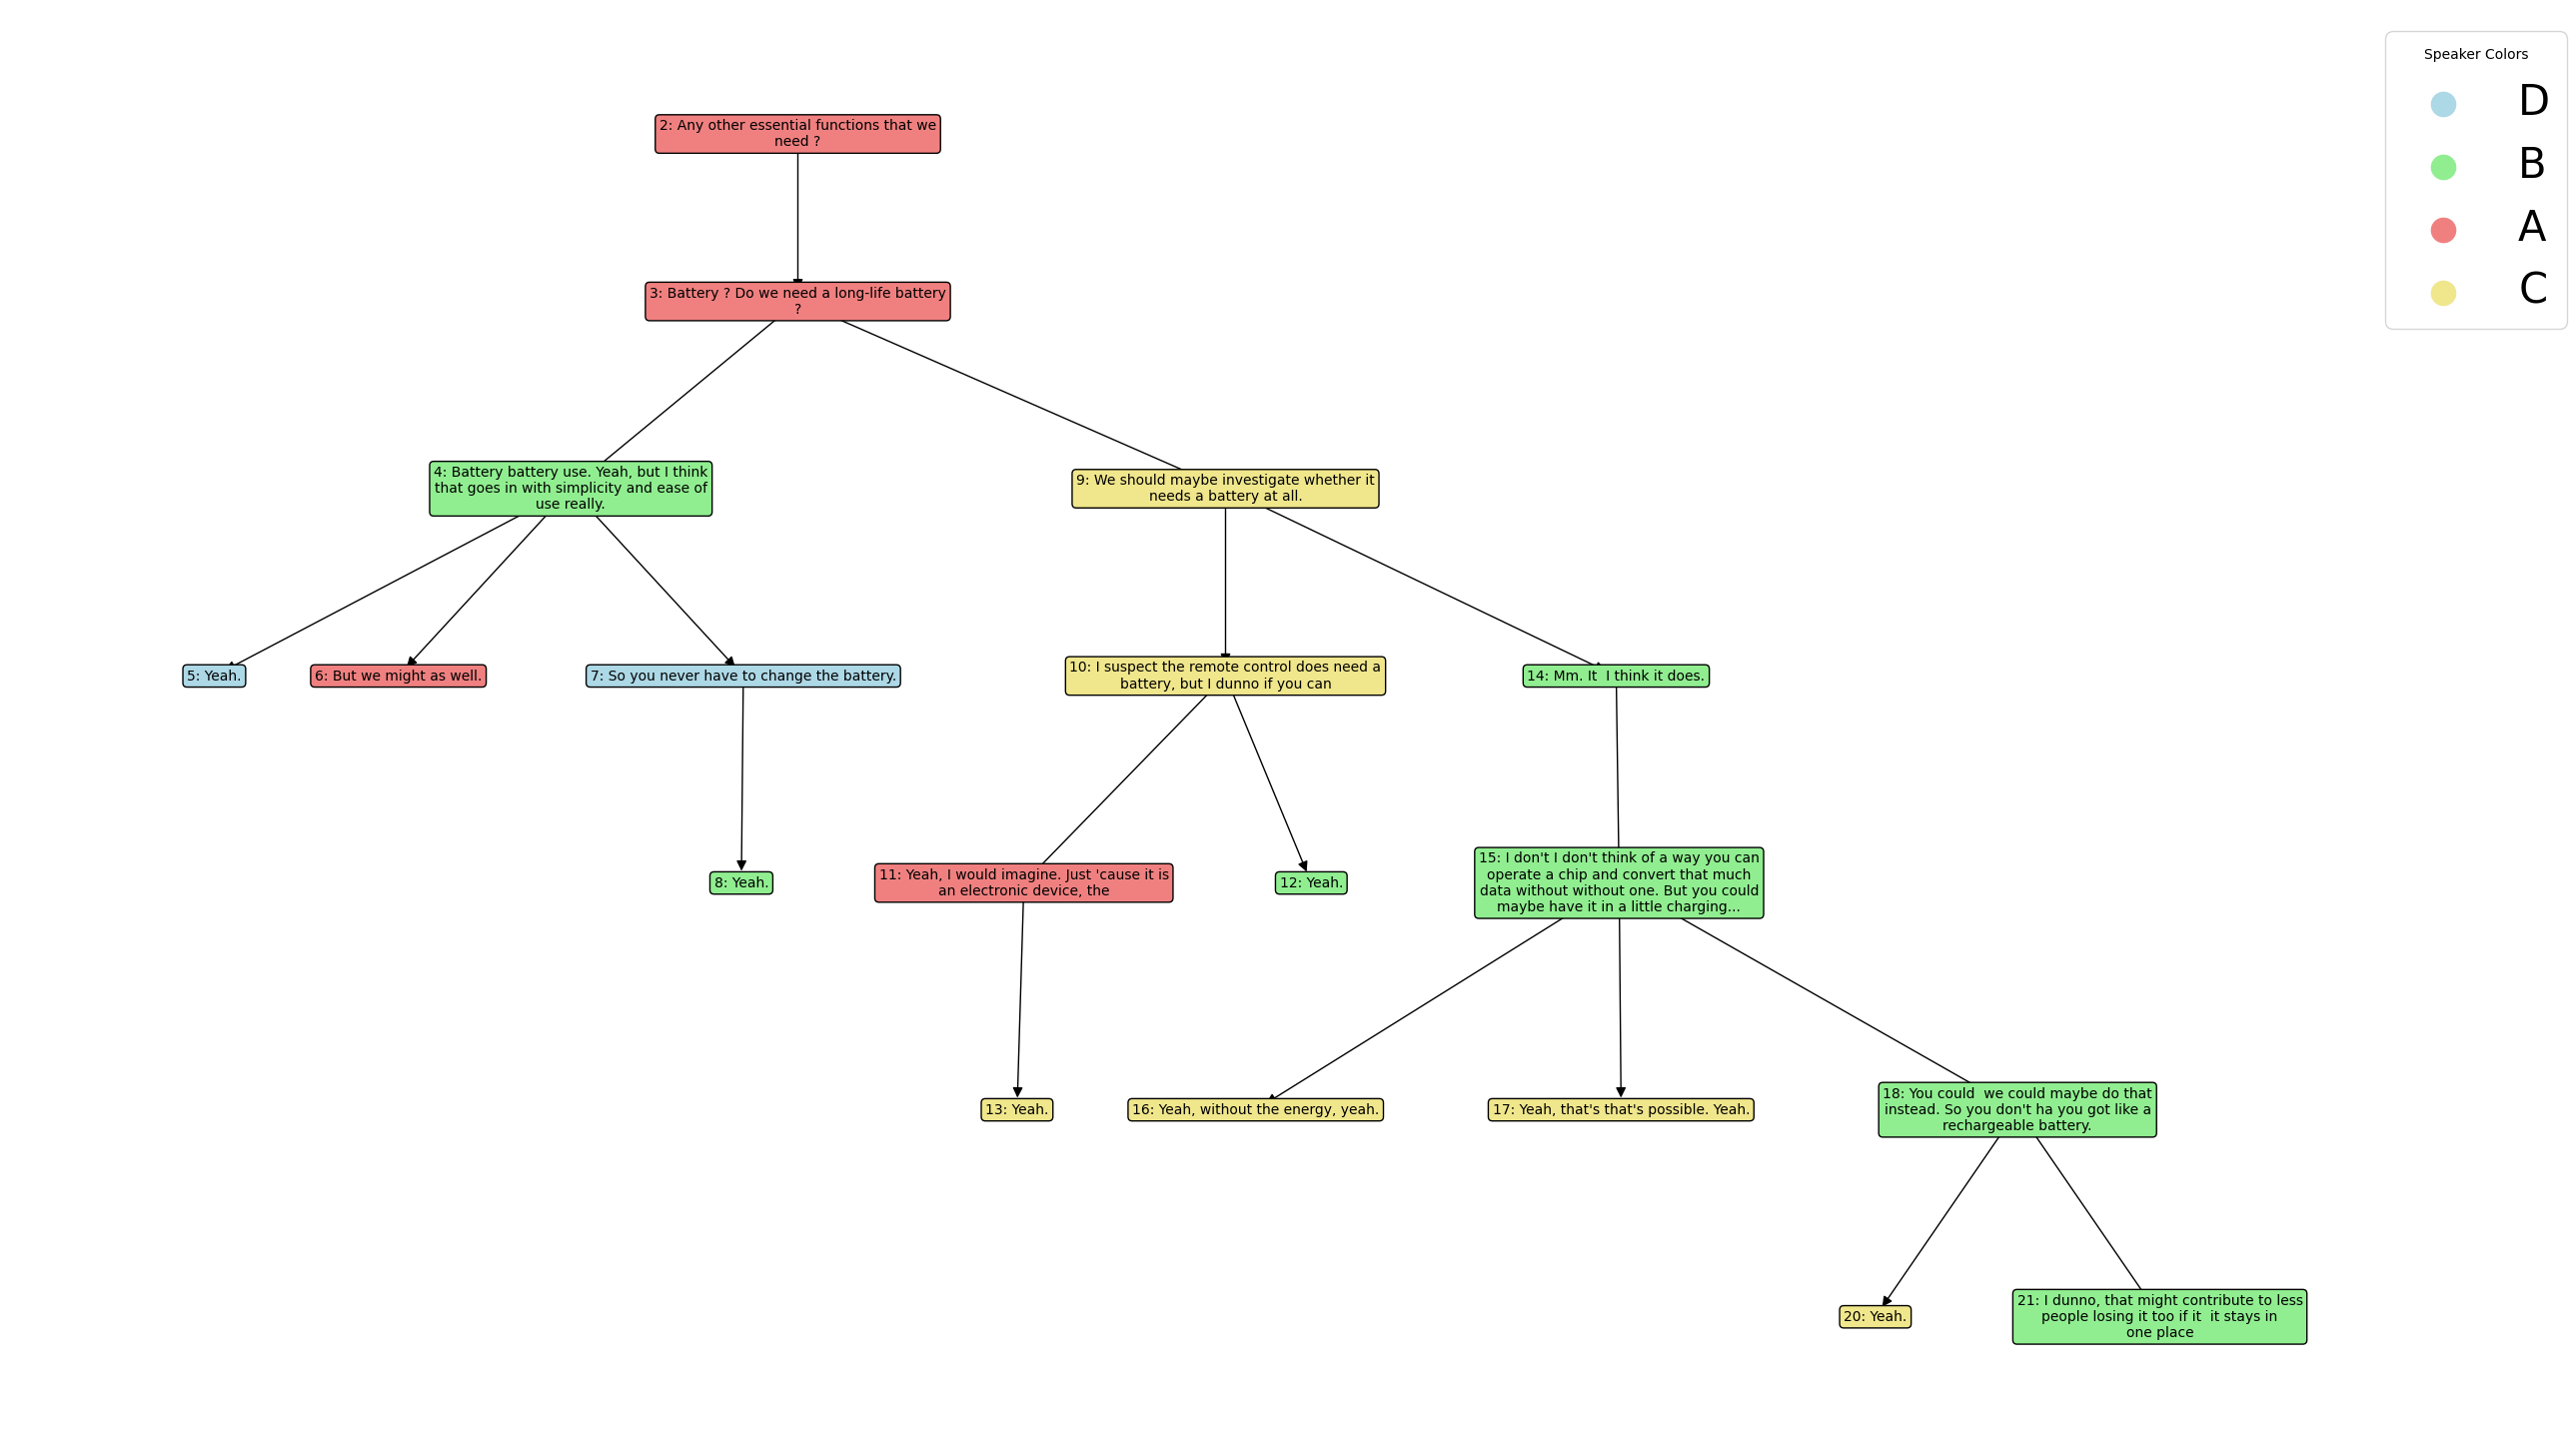 Speaker Colors
D
B
A
C
2: Any other essential functions that we
need ?
3: Battery ? Do we need a long-life battery
?
4: Battery battery use. Yeah, but I think
that goes in with simplicity and ease of
use really.
9: We should maybe investigate whether it
needs a battery at all.
5: Yeah.
6: But we might as well.
7: So you never have to change the battery.
10: I suspect the remote control does need a
battery, but I dunno if you can
14: Mm. It  I think it does.
8: Yeah.
11: Yeah, I would imagine. Just 'cause it is
an electronic device, the
12: Yeah.
15: I don't I don't think of a way you can
operate a chip and convert that much
data without without one. But you could
maybe have it in a little charging...
13: Yeah.
16: Yeah, without the energy, yeah.
17: Yeah, that's that's possible. Yeah.
18: You could  we could maybe do that
instead. So you don't ha you got like a
rechargeable battery.
20: Yeah.
21: I dunno, that might contribute to less
people losing it too if it  it stays in
one place